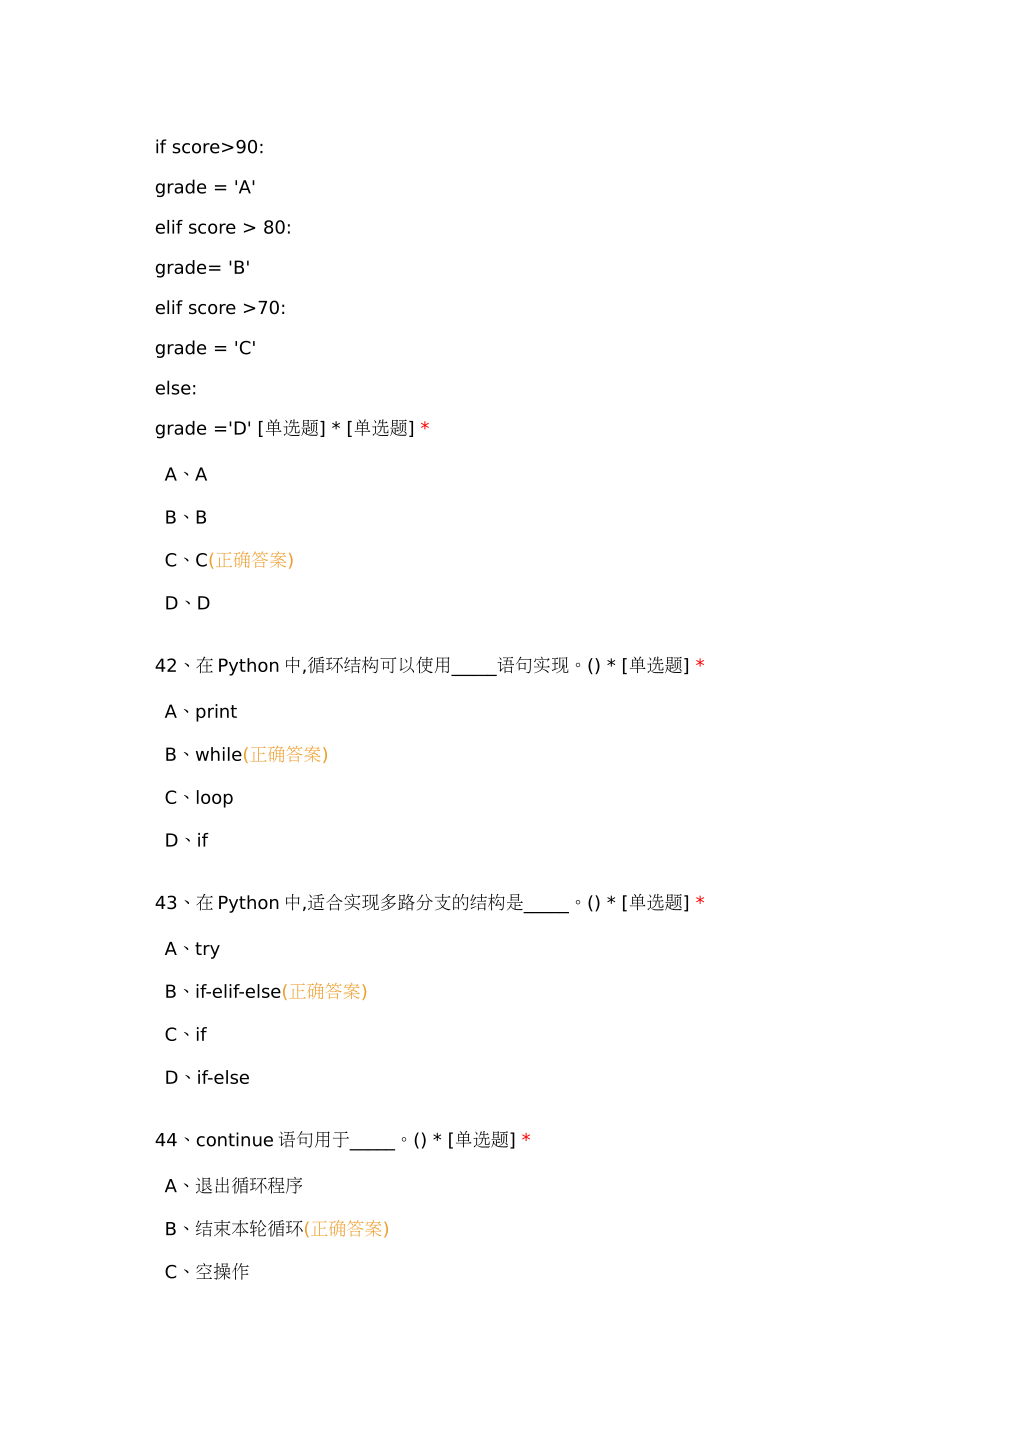 if score>90:
grade = 'A'
elif score > 80:
grade= 'B'
elif score >70:
grade = 'C'
else:
grade ='D' [单选题] * [单选题] *
A、A
B、B
C、C(正确答案)
D、D
42、在 Python 中,循环结构可以使用_____语句实现。() * [单选题] *
A、print
B、while(正确答案)
C、loop
D、if
43、在 Python 中,适合实现多路分支的结构是_____。() * [单选题] *
A、try
B、if-elif-else(正确答案)
C、if
D、if-else
44、continue 语句用于_____。() * [单选题] *
A、退出循环程序
B、结束本轮循环(正确答案)
C、空操作